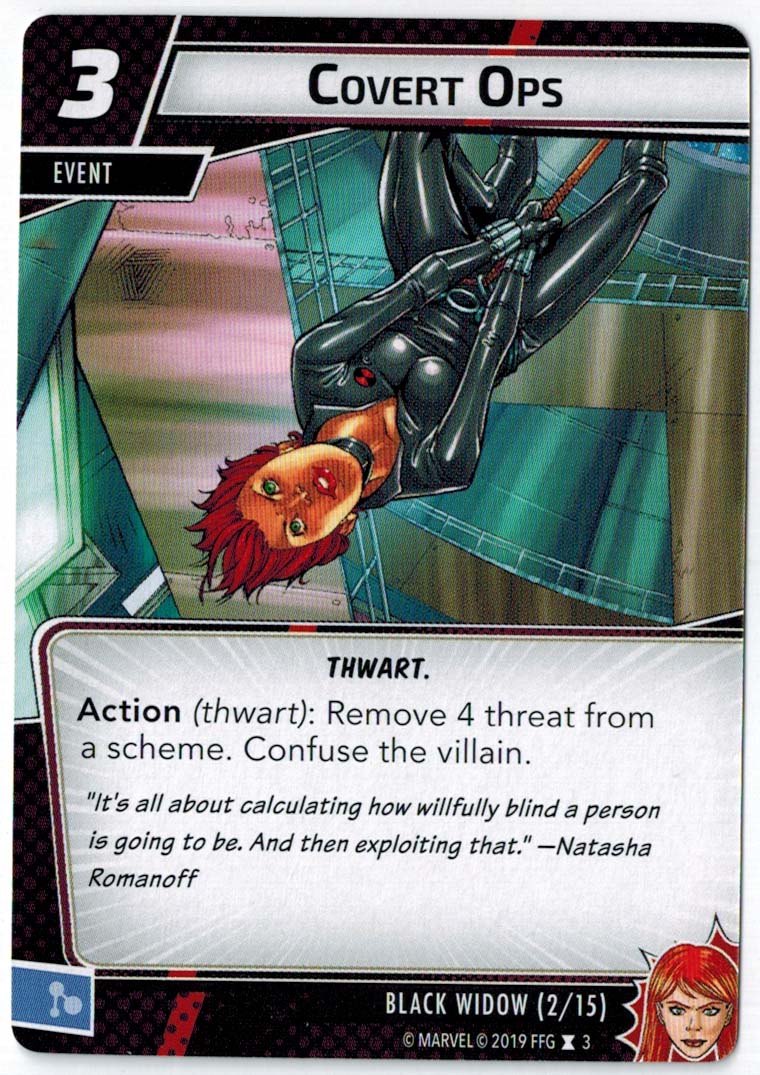 3
COVERT OPS
EVENT
THWART.
Action (thwart): Remove 4 threat from
a scheme. Confuse the villain.
"It's all about calculating how willfully blind a person
is going to be. And then exploiting that." —Natasha
Romanoff
BLACK WIDOW (2/15)
© MARVEL © 2019 FFG 3